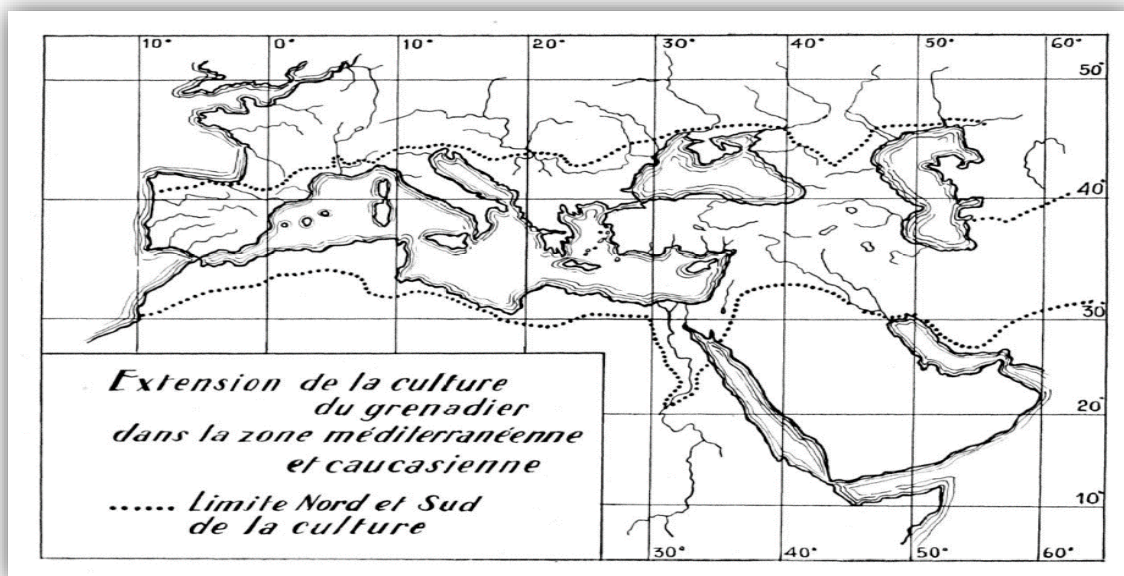 10° 0° 10° 20° 30° 40° 50° 60°
50°
40°
30°
20°
10°
30° 40° 50° 60°
Extension de la culture
du grenadier
dans la zone méditerranéenne
et caucasienne
...... Limite Nord et Sud
de la culture